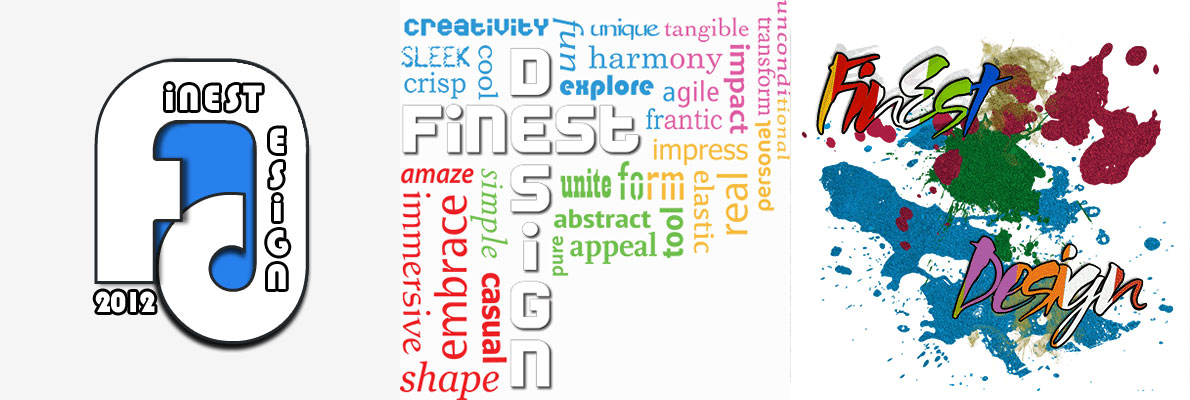 iNEST
ESiGN
2012
creativity
SLEEK
crisp
cool
fun
unique
tangible
harmony
explore
agile
frantic
impact
transform
unconditional
personal
DESiGN
FiNESt
impress
amaze
simple
immersive
embrace
casual
shape
unite
form
abstract
appeal
pure
tool
elastic
real
FinEst
Design